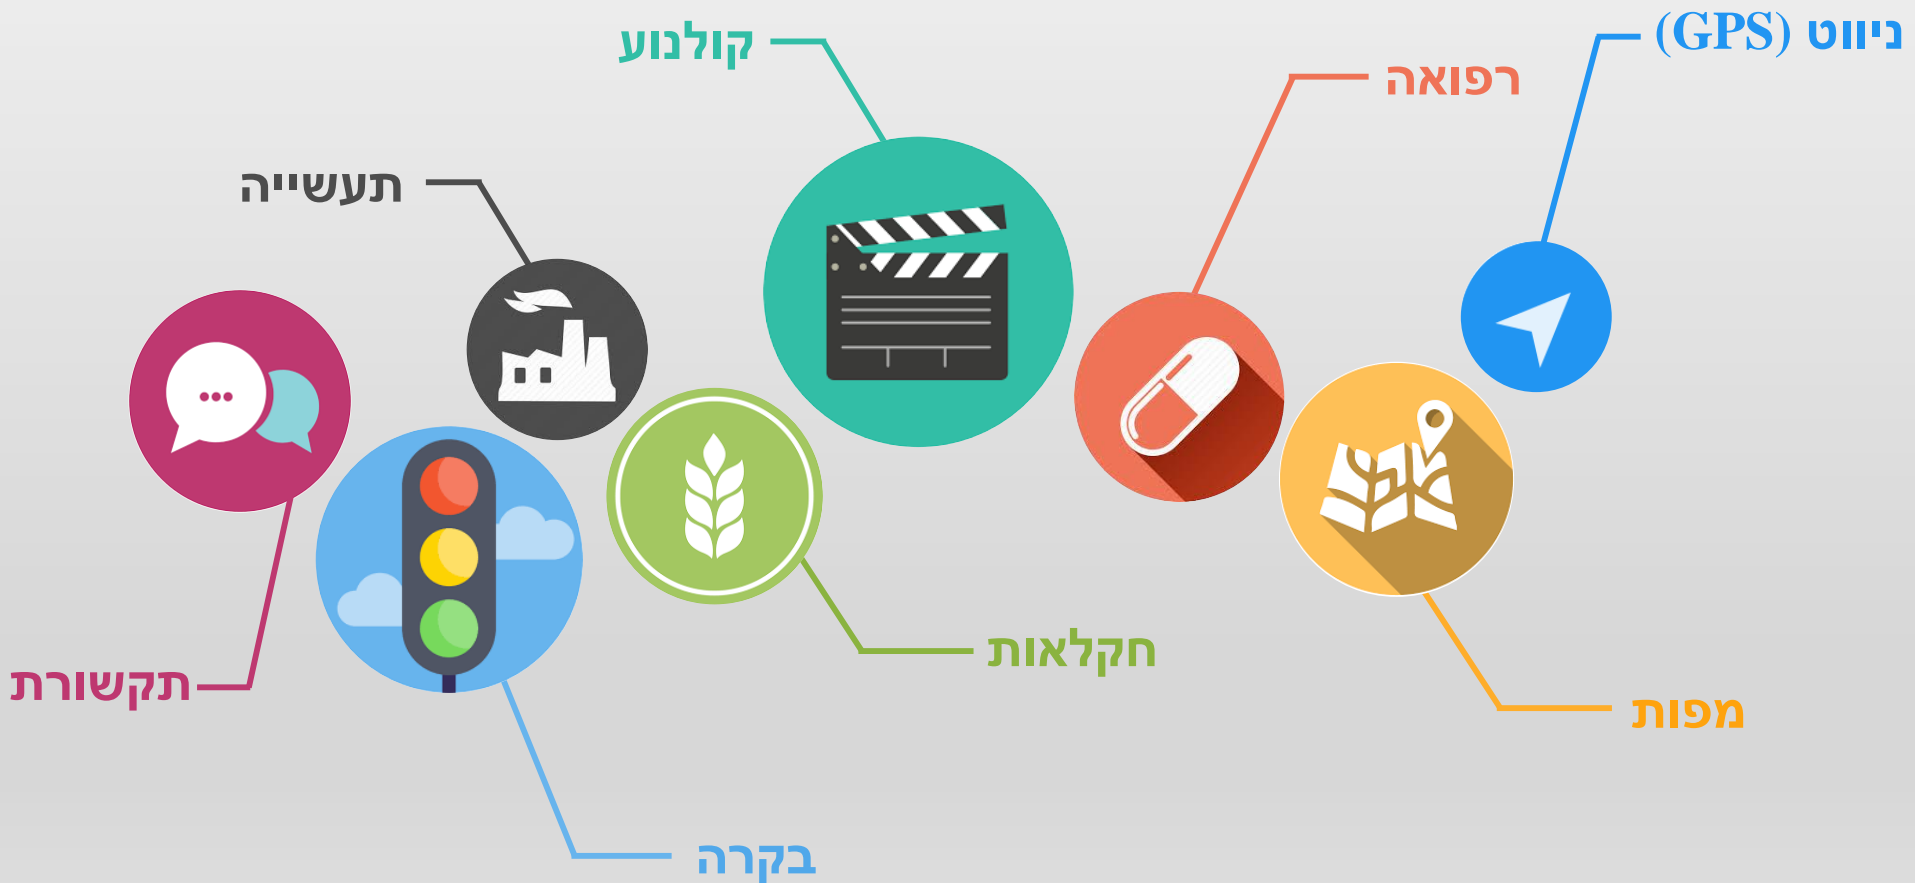 ניווט (GPS)
קולנוע
רפואה
תעשייה
חקלאות
תקשורת
מפות
בקרה